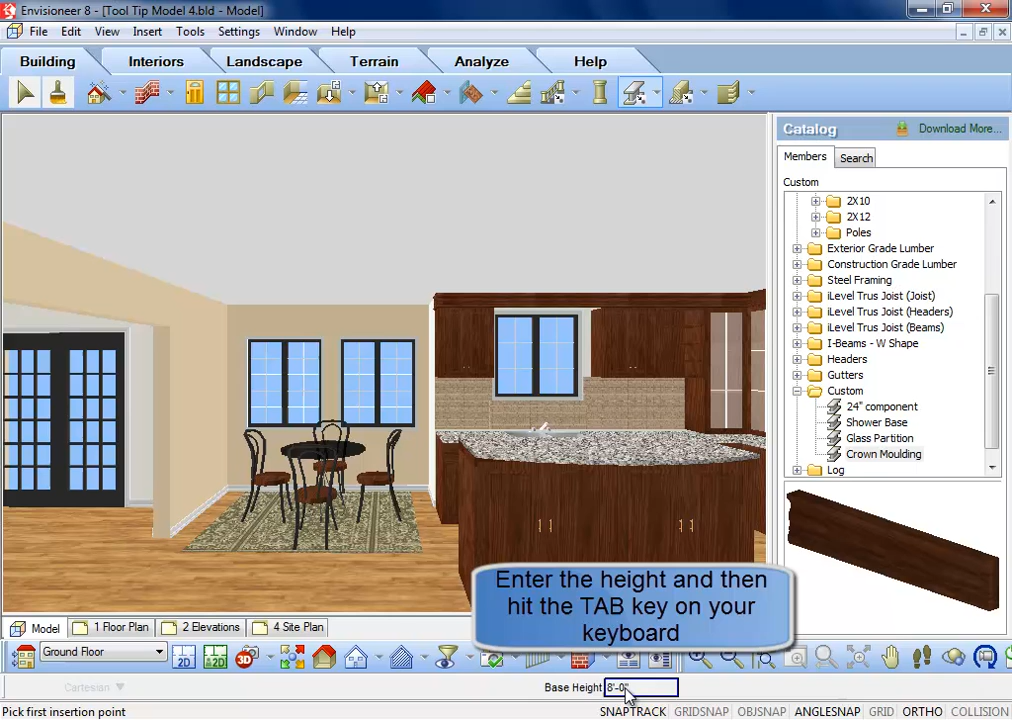 Envisioneer 8 - [Tool Tip Model 4.bld - Model]
File Edit View Insert Tools Settings Window Help
Building Interiors Landscape Terrain Analyze Help
Catalog Download More...
Members Search
Custom
2X10
2X12
Poles
Exterior Grade Lumber
Construction Grade Lumber
Steel Framing
iLevel Trus Joist (Joist)
iLevel Trus Joist (Headers)
iLevel Trus Joist (Beams)
I-Beams - W Shape
Headers
Gutters
Custom
24" component
Shower Base
Glass Partition
Crown Moulding
Log
Enter the height and then
hit the TAB key on your
keyboard
Model 1 Floor Plan 2 Elevations 4 Site Plan
Ground Floor 2D 2D 3D
Cartesian Base Height 8'-0"
Pick first insertion point SNAPTRACK GRIDSNAP OBJSNAP ANGLESNAP GRID ORTHO COLLISION